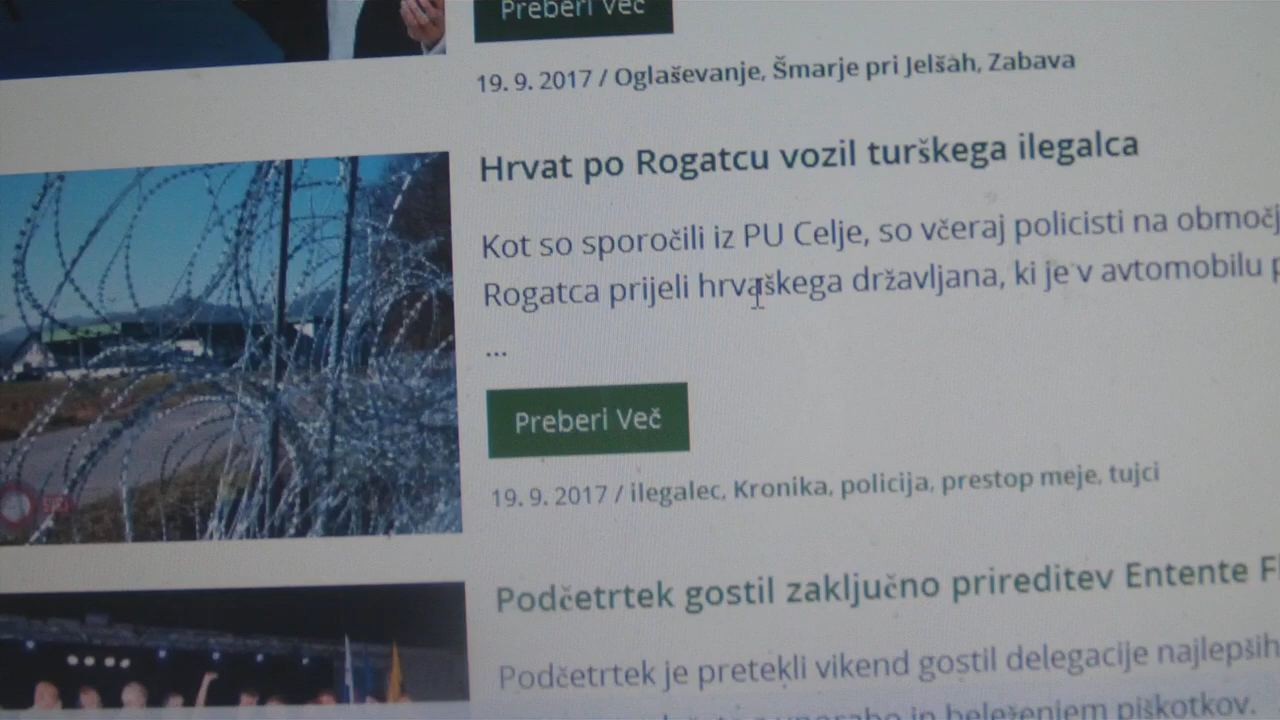 Preberi Več
19. 9. 2017 / Oglaševanje, Šmarje pri Jelšah, Zabava
Hrvat po Rogatcu vozil turškega ilegalca
Kot so sporočili iz PU Celje, so včeraj policisti na območj
Rogatca prijeli hrvaškega državljana, ki je v avtomobilu p
...
Preberi Več
19. 9. 2017 / ilegalec, Kronika, policija, prestop meje, tujci
Podčetrtek gostil zaključno prireditev Entente F
Podčetrtek je pretekli vikend gostil delegacije najlepših
uporabo in beleženjem piškotkov.